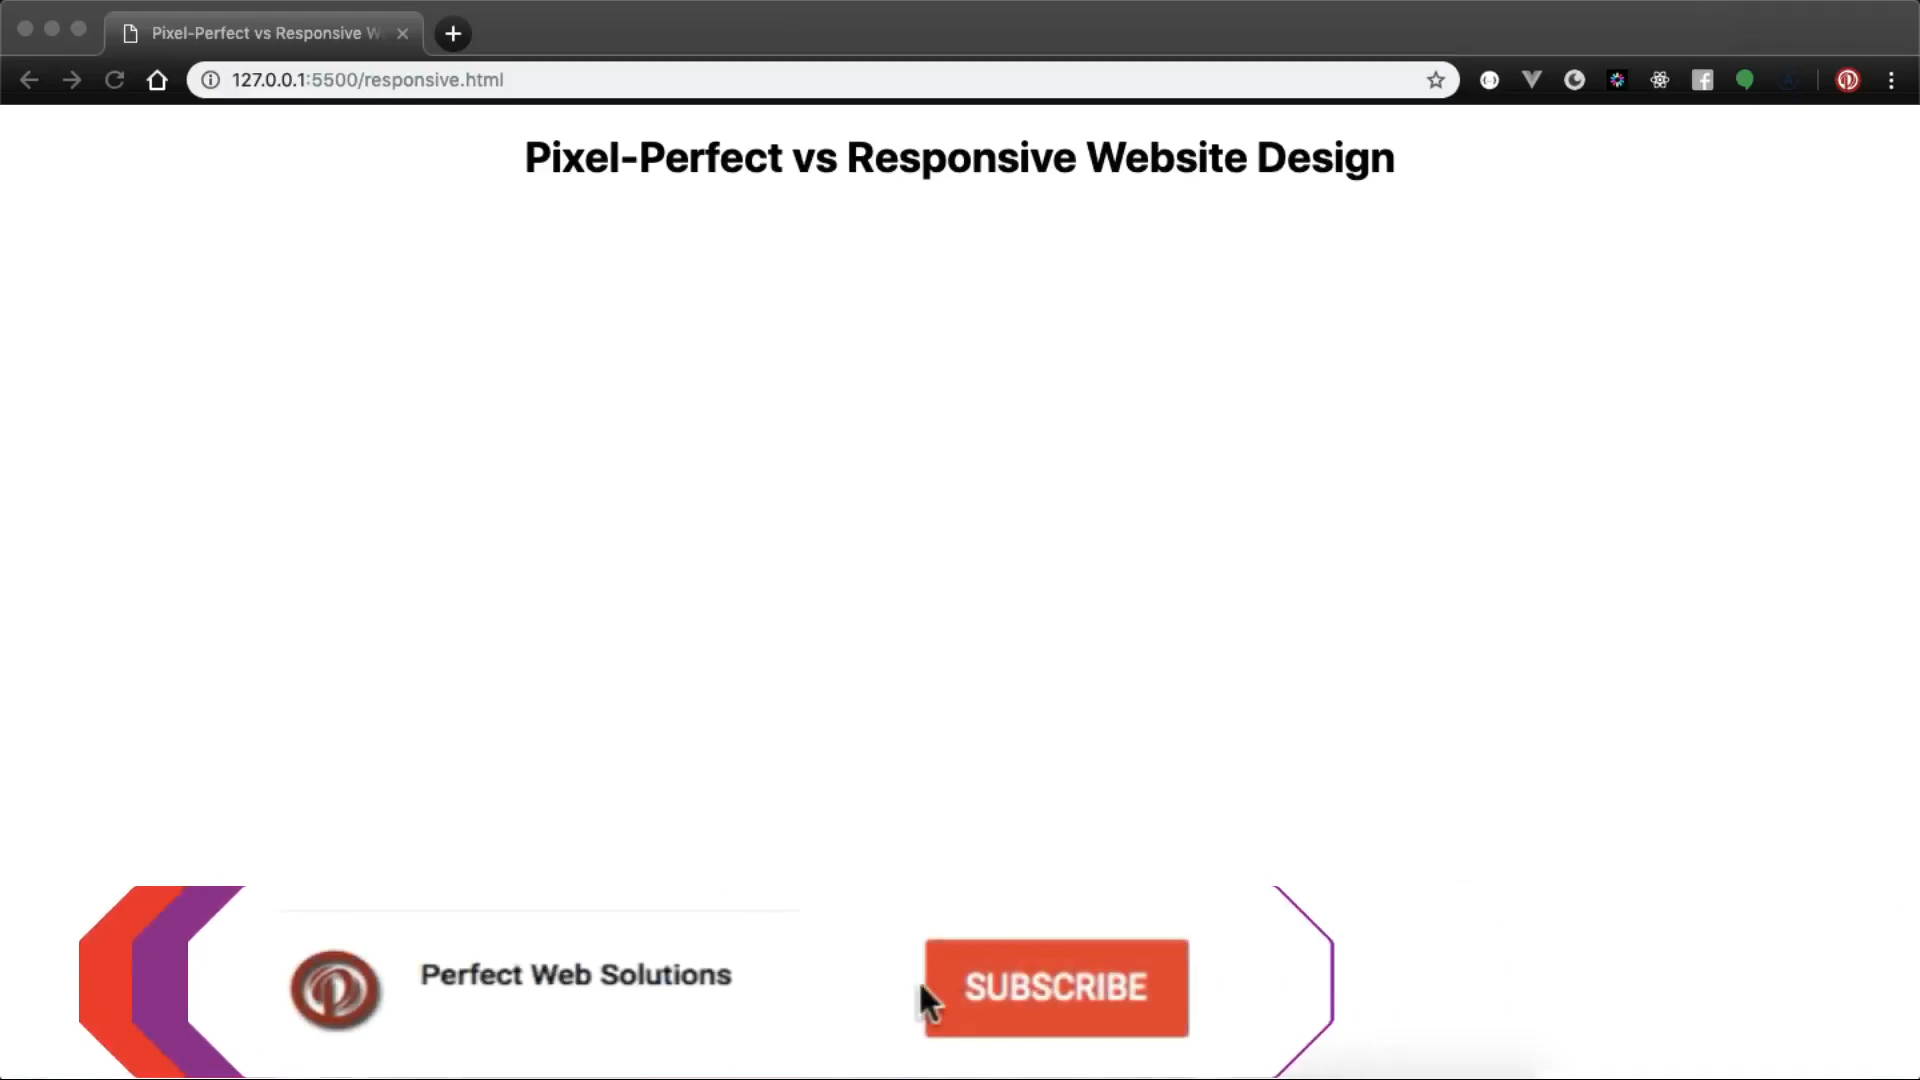 Pixel-Perfect vs Responsive W
127.0.0.1:5500/responsive.html
Pixel-Perfect vs Responsive Website Design
Perfect Web Solutions
SUBSCRIBE